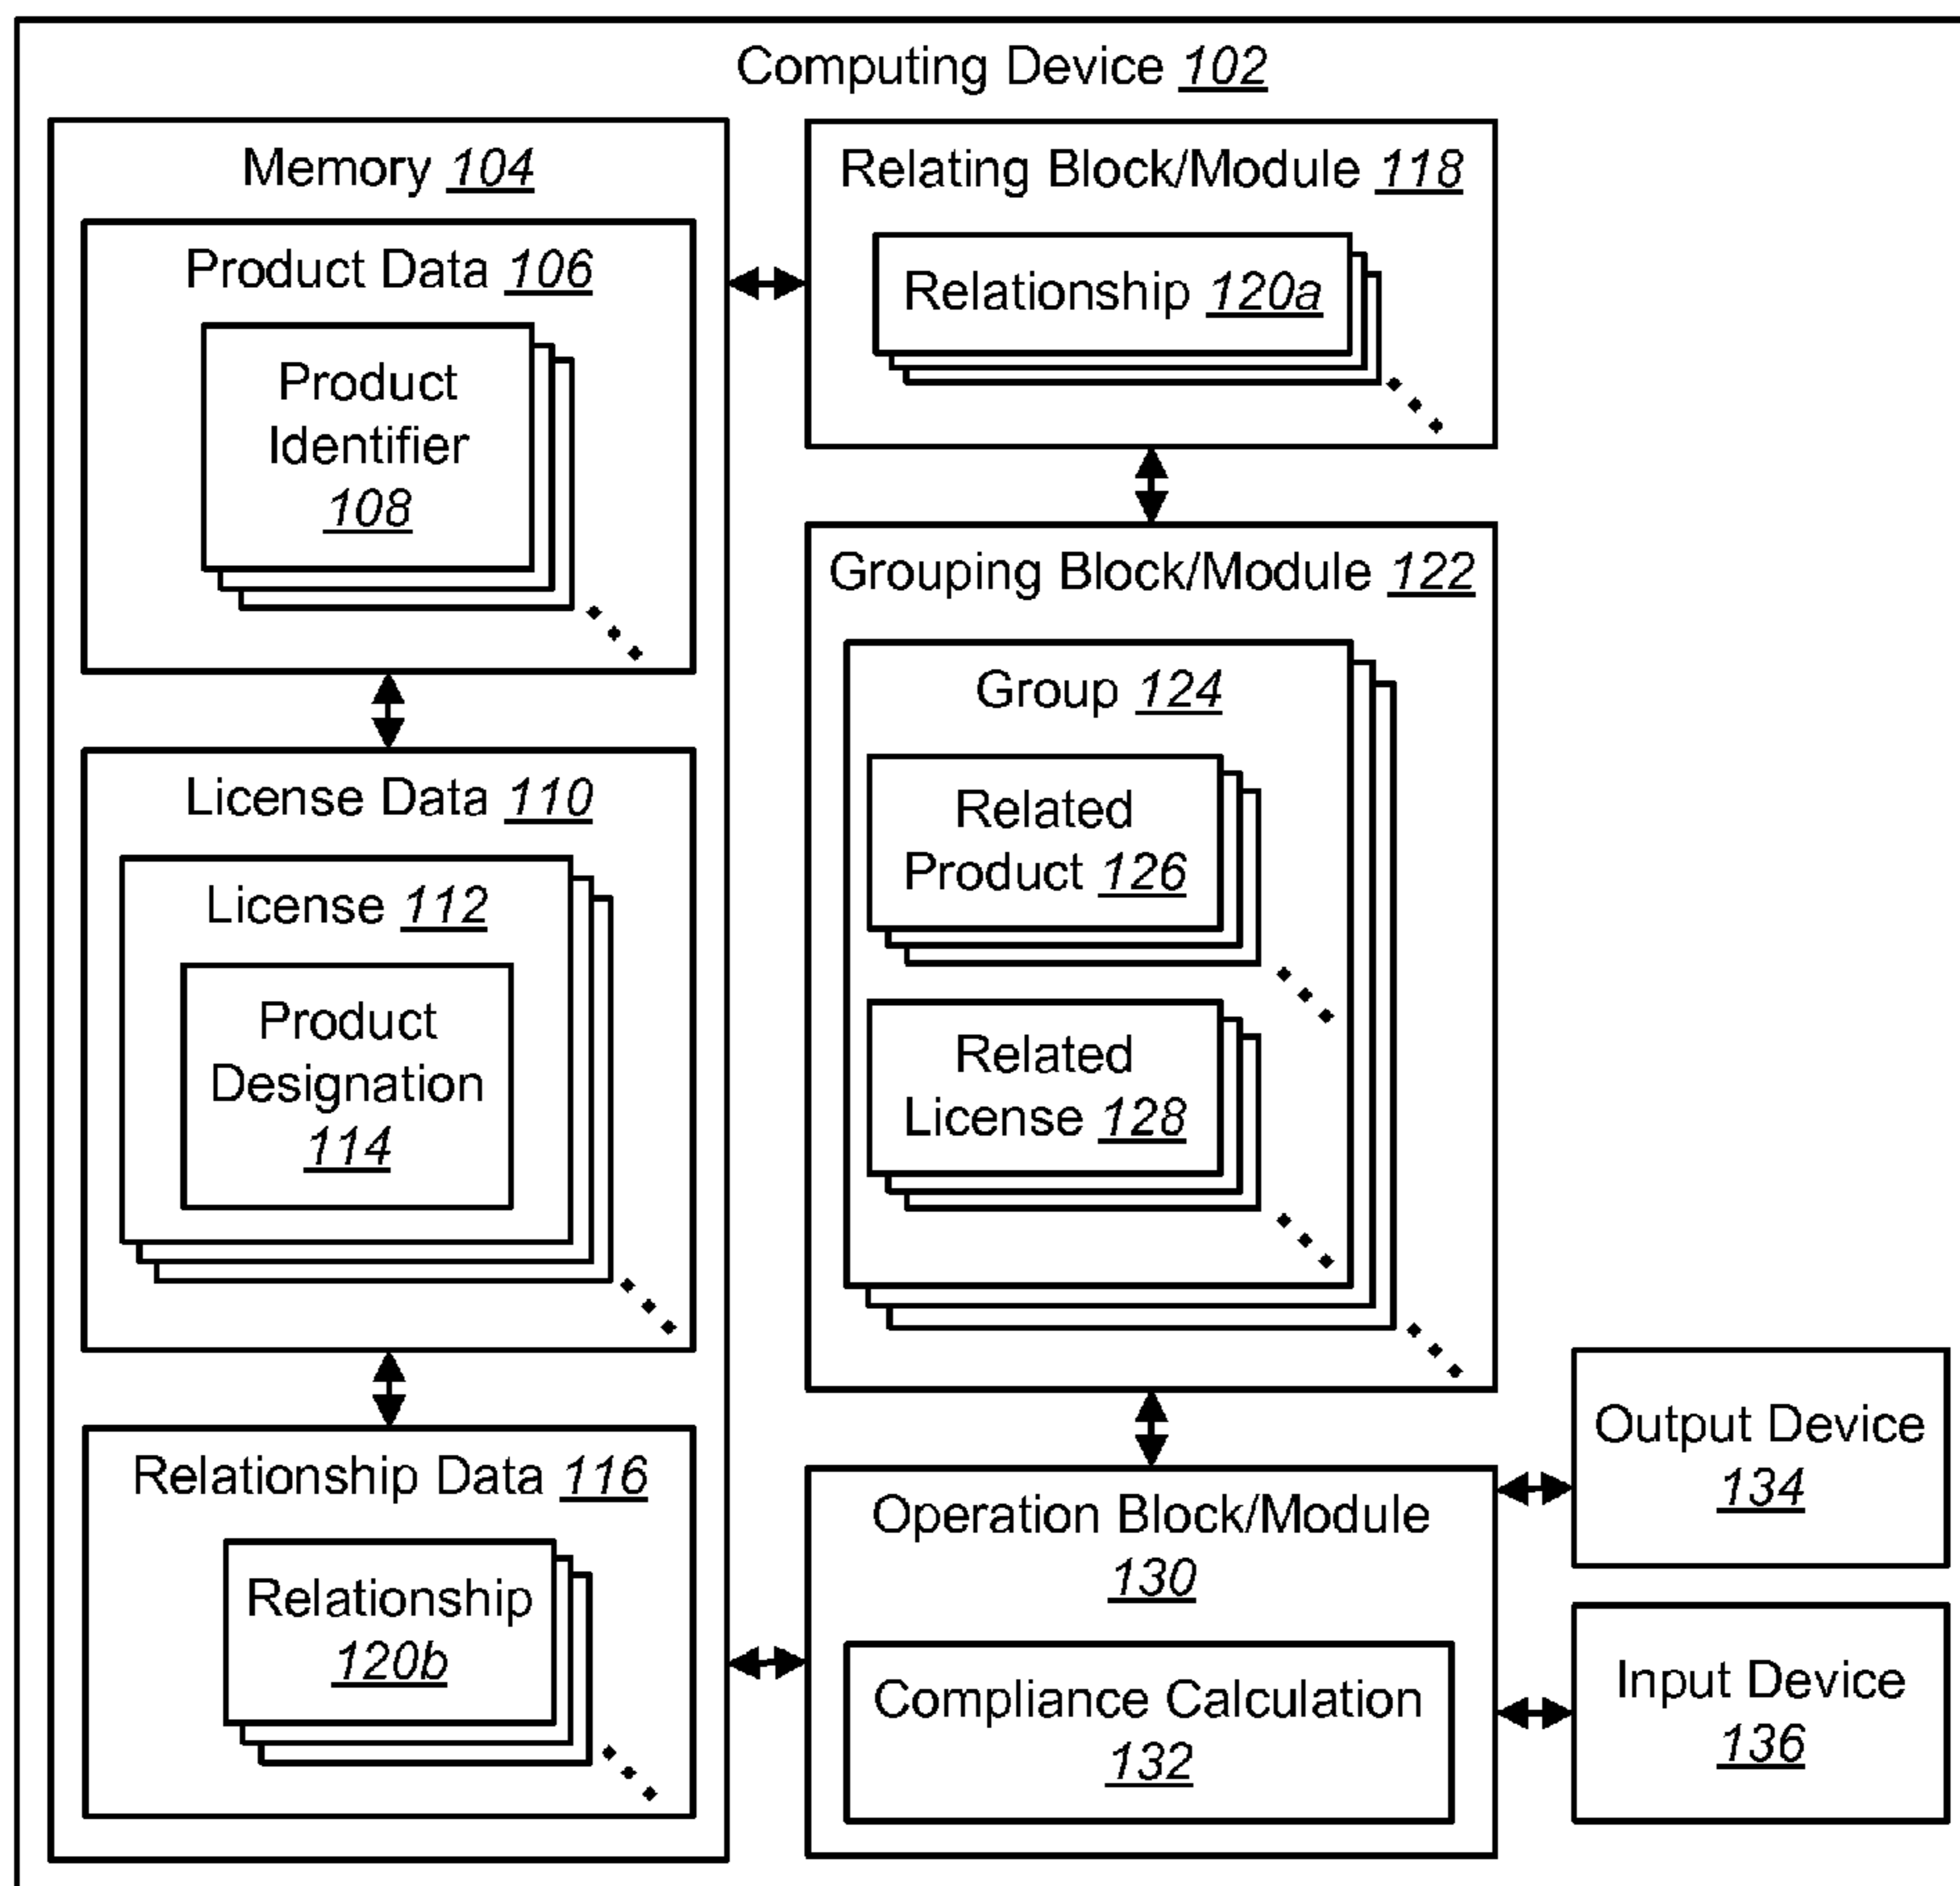 Computing Device 102
Memory 104
Product Data 106
Product
Identifier
108
License Data 110
License 112
Product
Designation
114
Relationship Data 116
Relationship
120b
Relating Block/Module 118
Relationship 120a
Grouping Block/Module 122
Group 124
Related
Product 126
Related
License 128
Operation Block/Module
130
Compliance Calculation
132
Output Device
134
Input Device
136